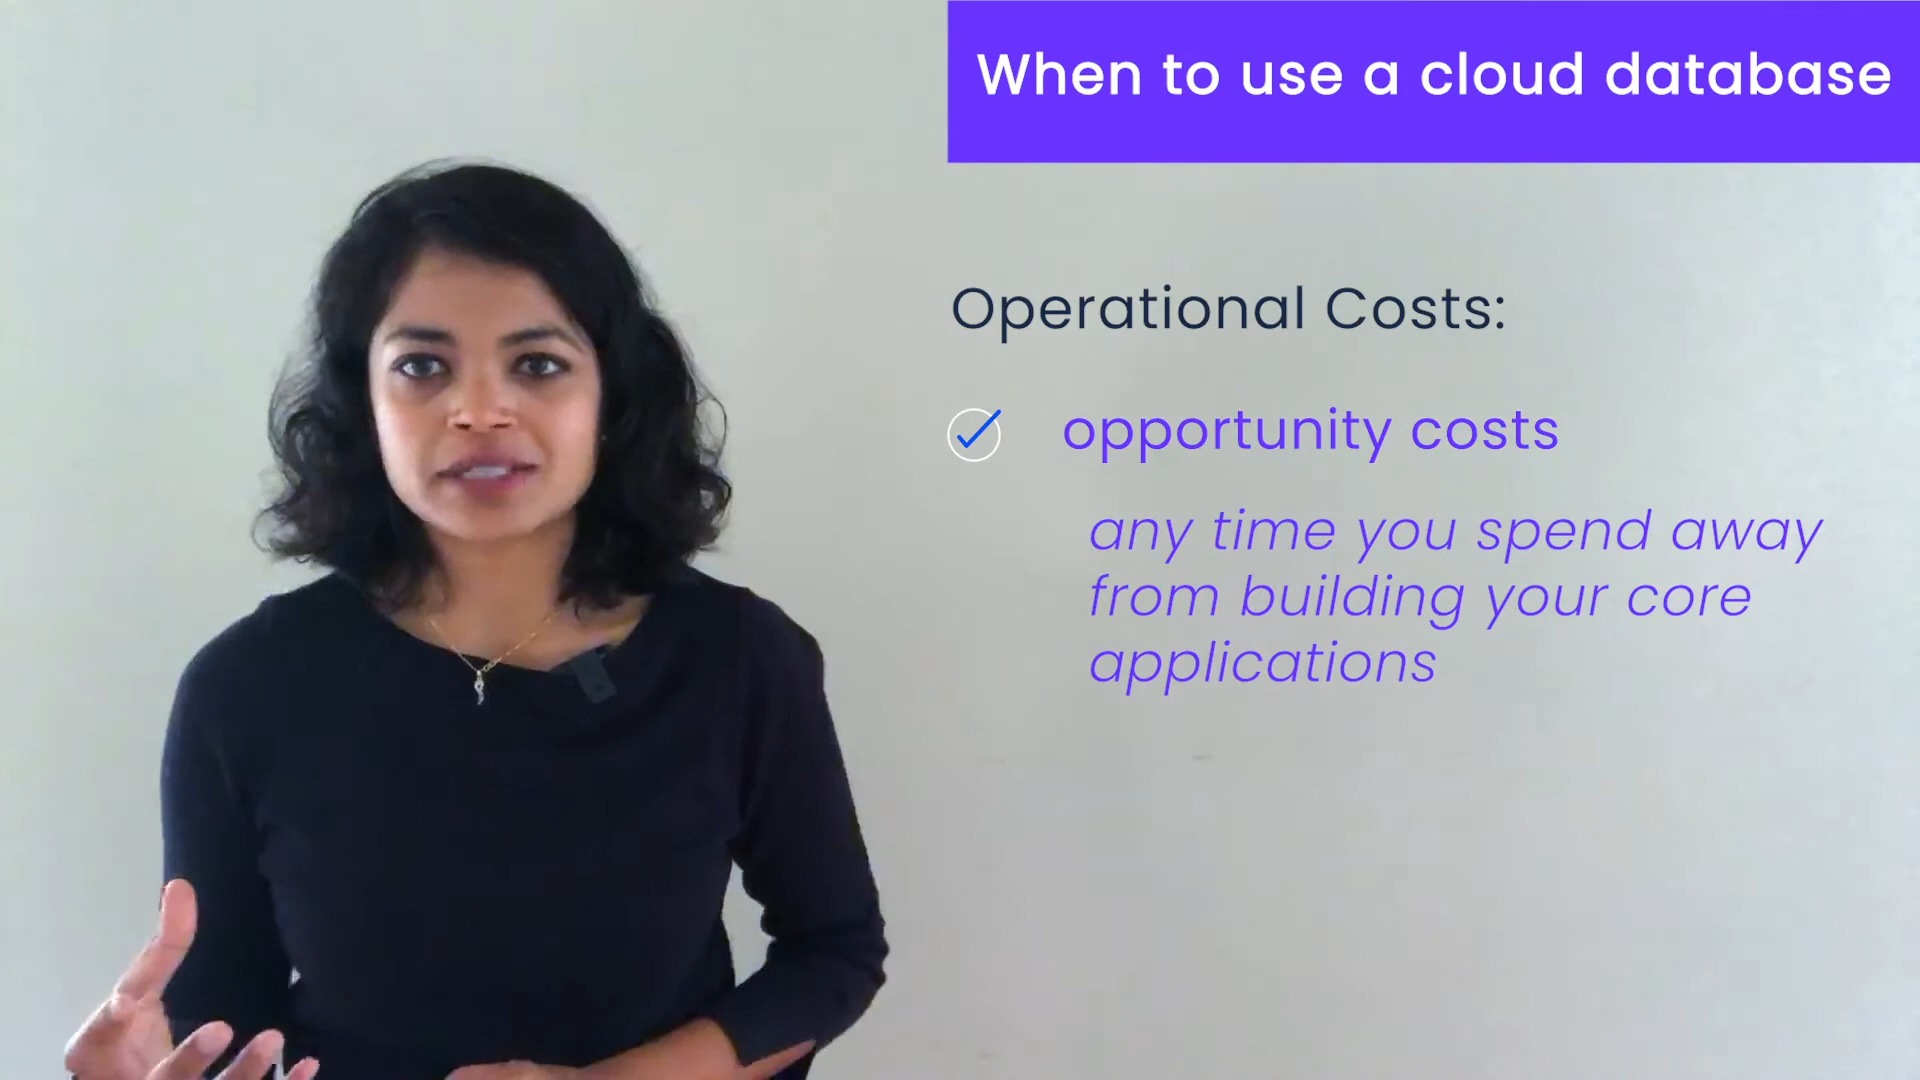 When to use a cloud database
Operational Costs:
opportunity costs
any time you spend away
from building your core
applications